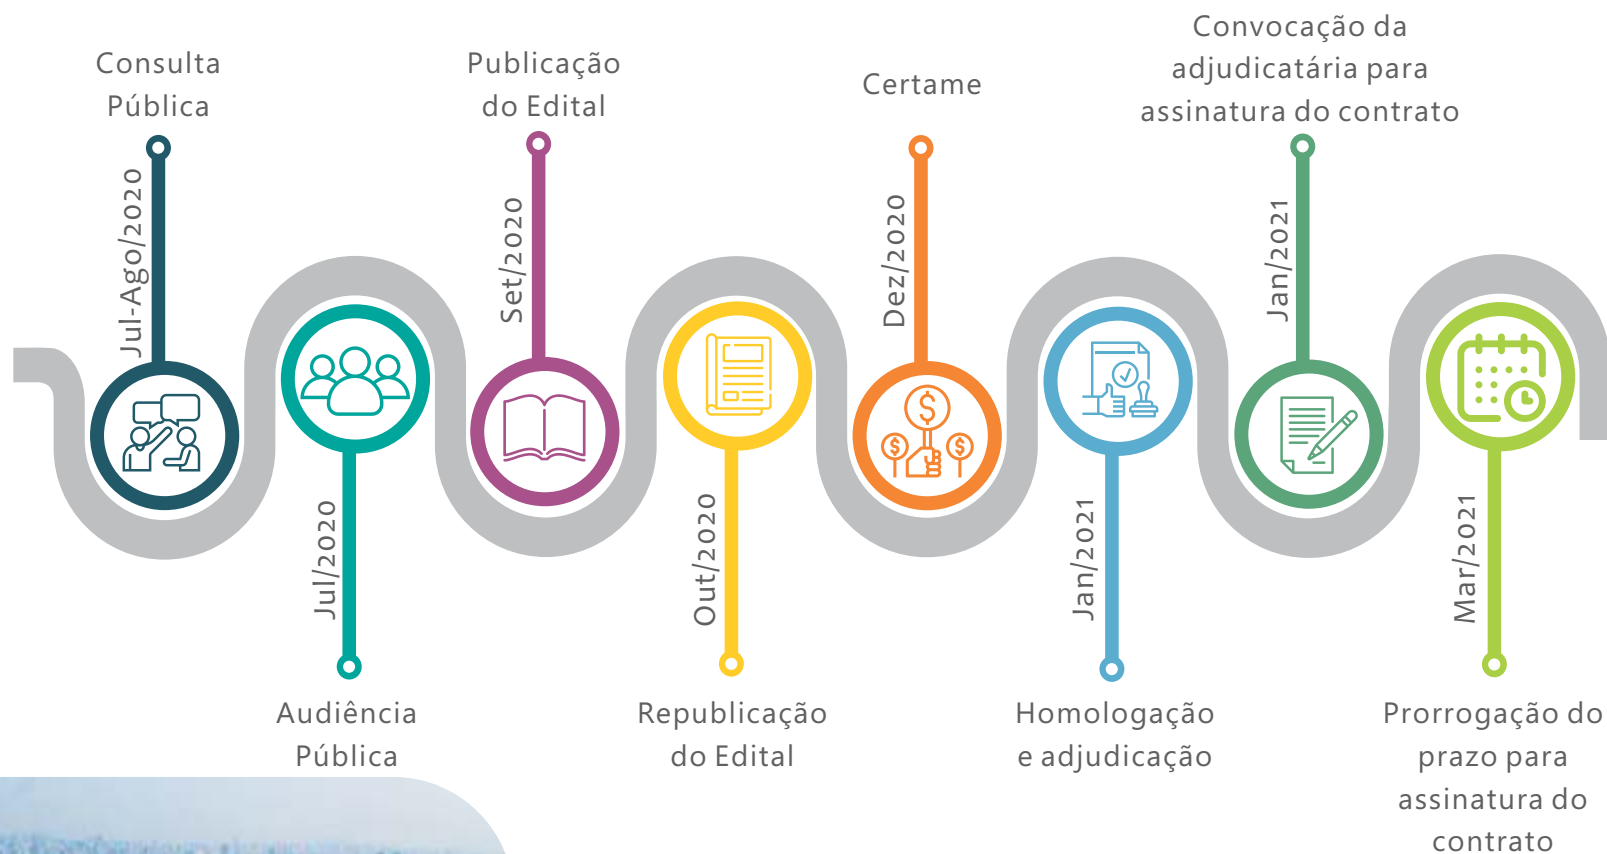 Consulta
Pública
Jul-Ago/2020
Jul/2020
Audiência
Pública
Publicação
do Edital
Set/2020
Out/2020
Republicação
do Edital
Certame
Dez/2020
$
$
$
Jan/2021
Homologação
e adjudicação
Convocação da
adjudicatária para
assinatura do contrato
Jan/2021
Mar/2021
Prorrogação do
prazo para
assinatura do
contrato